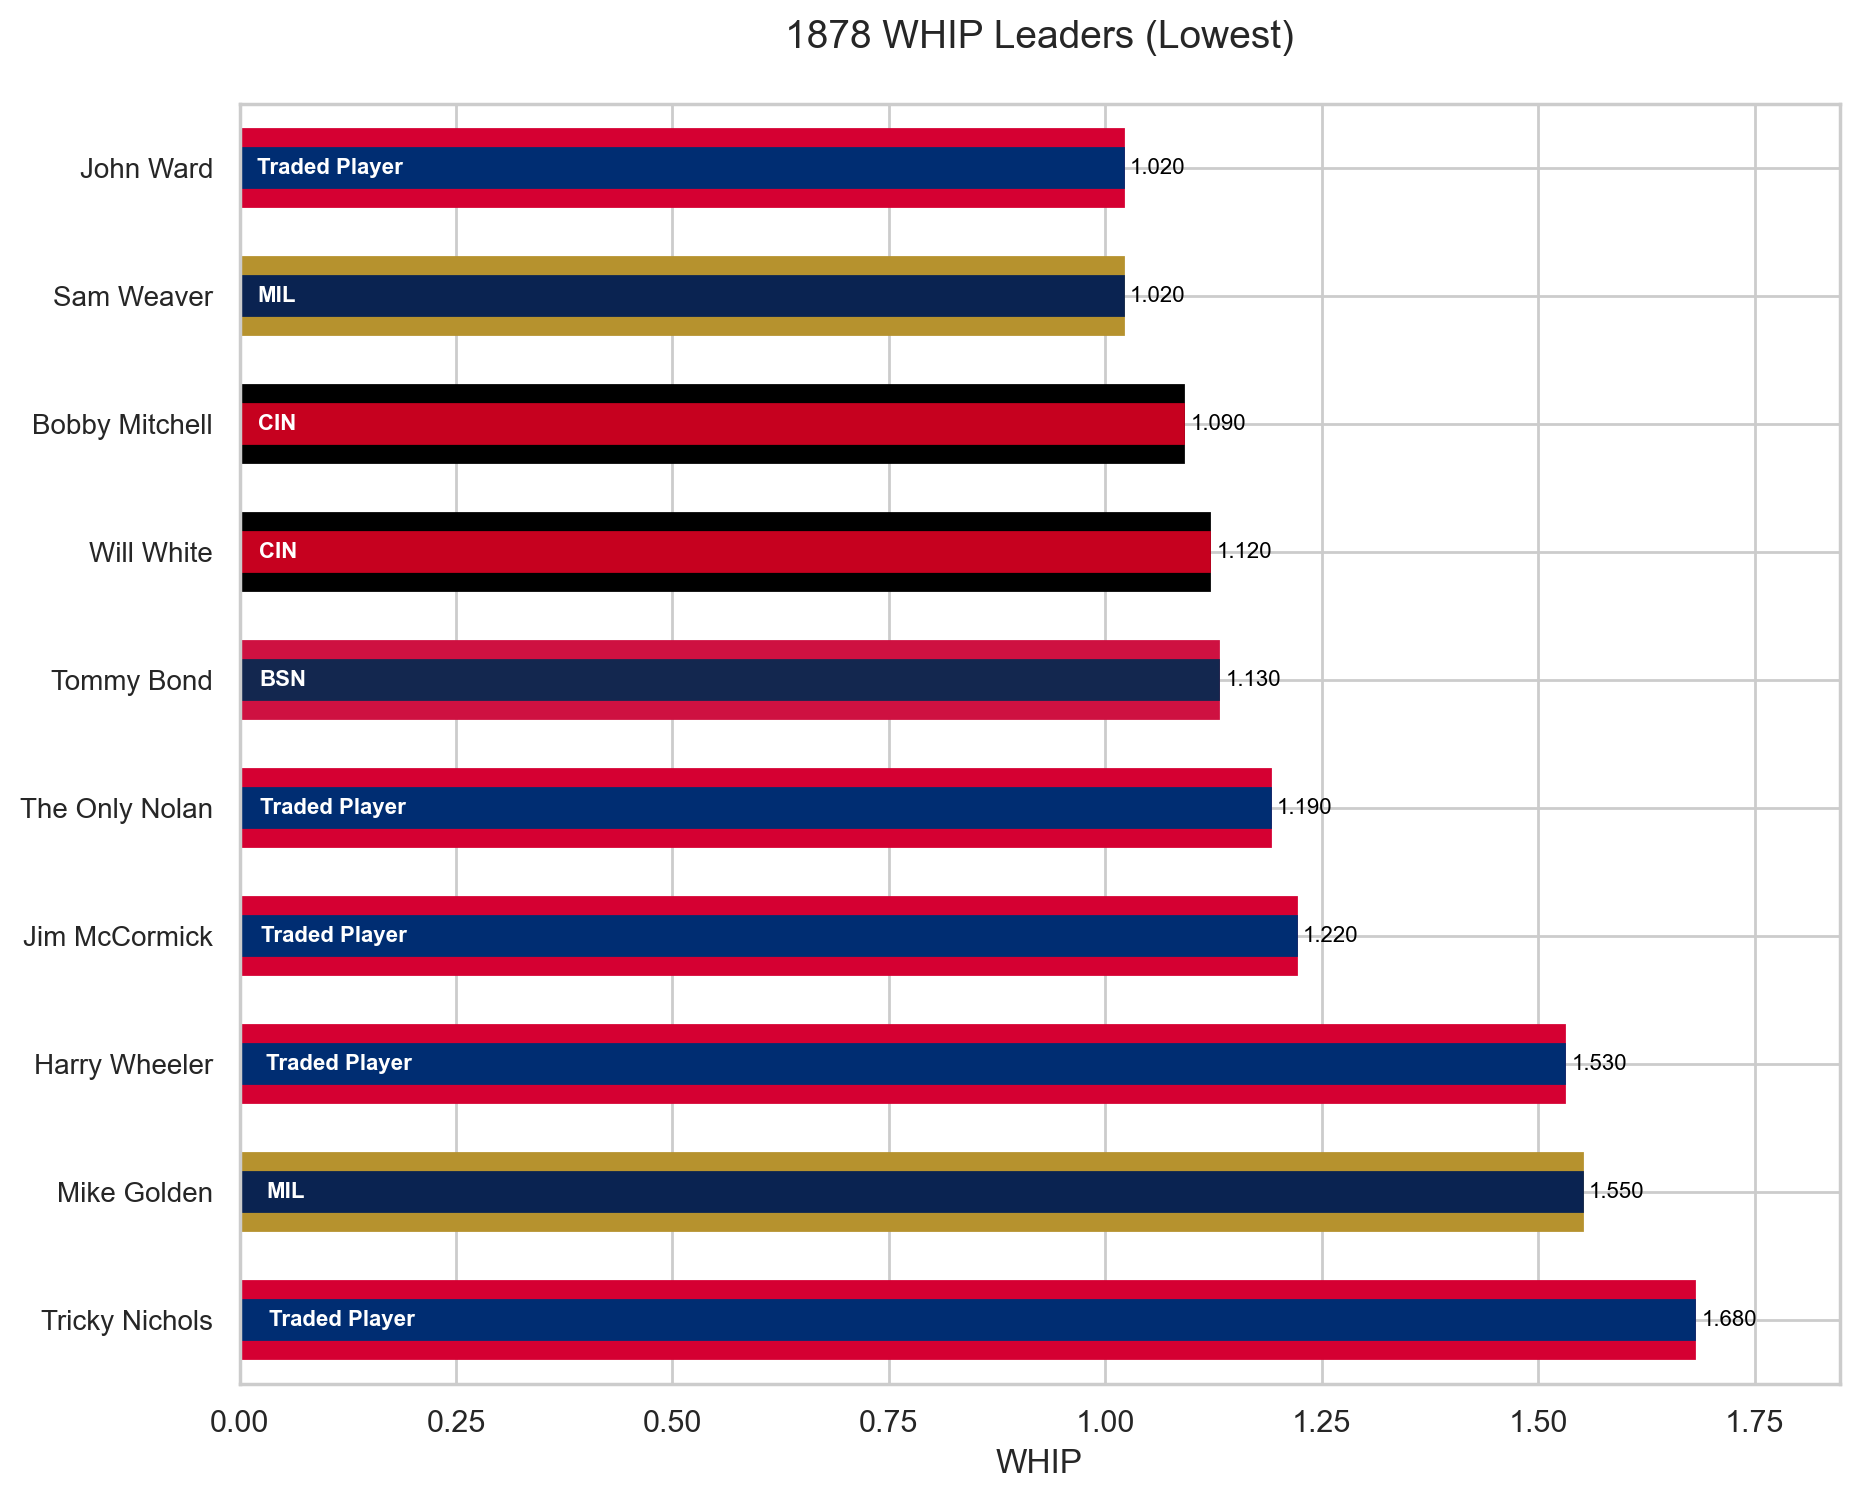 1878 WHIP Leaders (Lowest)
John Ward
Traded Player
1.020
Sam Weaver
MIL
1.020
Bobby Mitchell
CIN
1.090
Will White
CIN
1.120
Tommy Bond
BSN
1.130
The Only Nolan
Traded Player
1.190
Jim McCormick
Traded Player
1.220
Harry Wheeler
Traded Player
1.530
Mike Golden
MIL
1.550
Tricky Nichols
Traded Player
1.680
0.00 0.25 0.50 0.75 1.00 1.25 1.50 1.75
WHIP